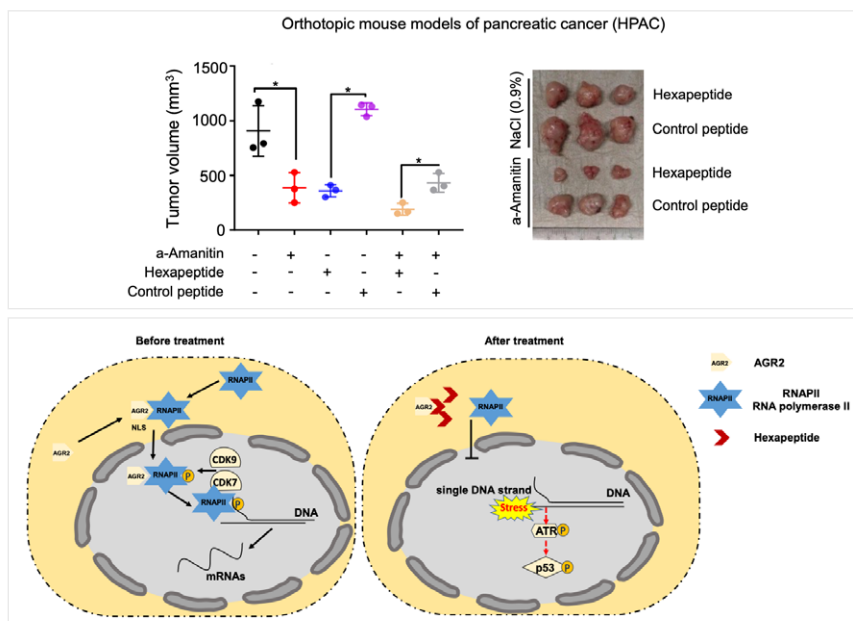 Orthotopic mouse models of pancreatic cancer (HPAC)
Tumor volume (mm³)
1500
1000
500
0
*
*
*
a-Amanitin - + - - + +
Hexapeptide - - + - + -
Control peptide - - - + - +
NaCl (0.9%)
Hexapeptide
Control peptide
a-Amanitin
Hexapeptide
Control peptide
Before treatment
RNAPII
AGR2 RNAPII
NLS
AGR2
AGR2 RNAPII P
CDK9
CDK7
RNAPII P
DNA
mRNAs
After treatment
AGR2
RNAPII
single DNA strand
DNA
Stress
ATR P
p53 P
AGR2 AGR2
RNAPII RNAPII
RNA polymerase II
Hexapeptide